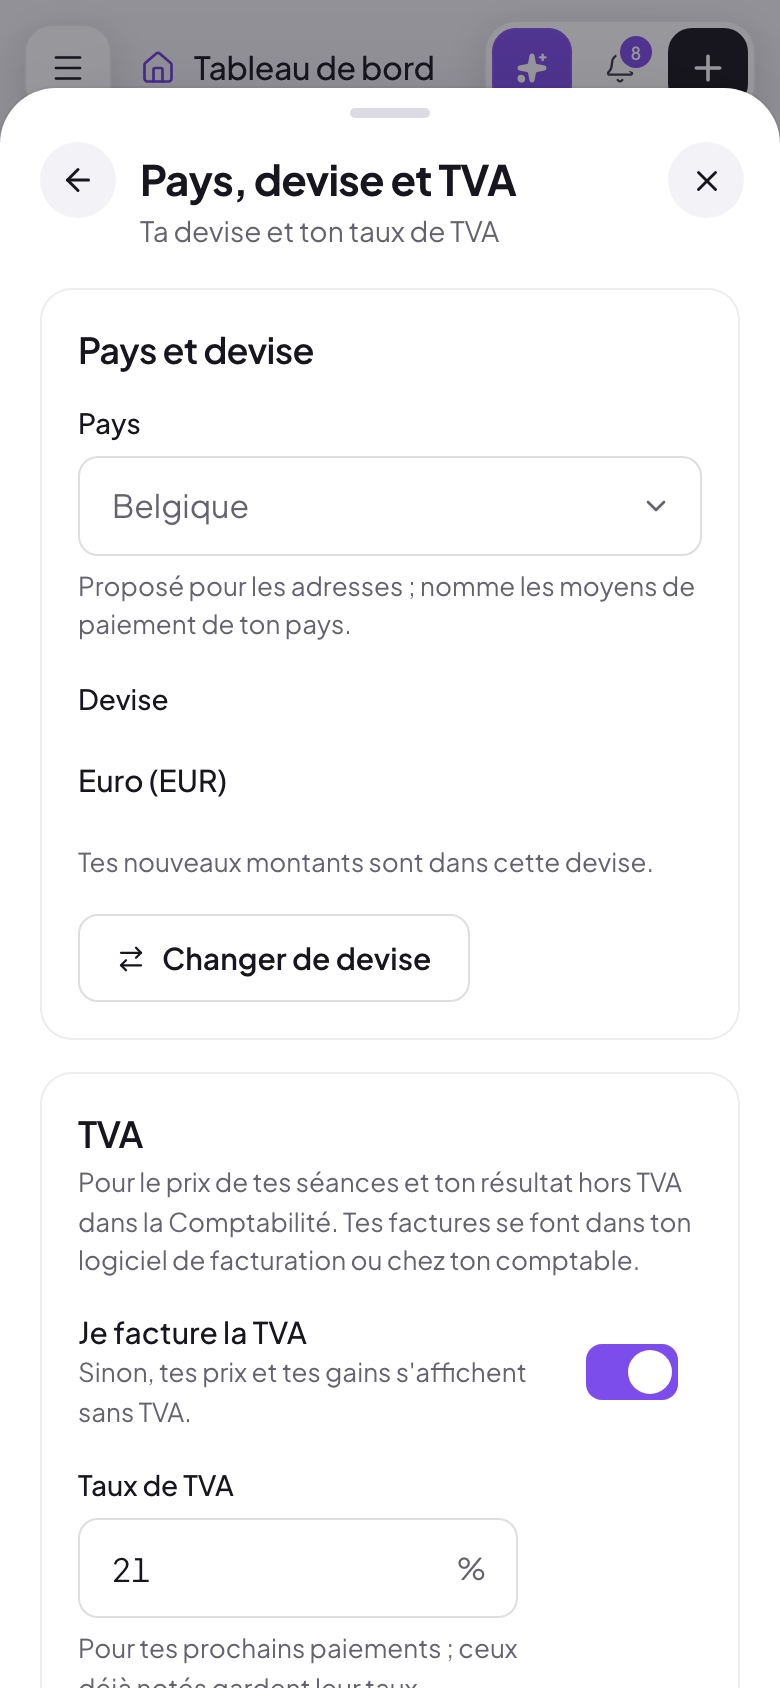 Tableau de bord
8
Pays, devise et TVA
Ta devise et ton taux de TVA
Pays et devise
Pays
Belgique
Proposé pour les adresses ; nomme les moyens de
paiement de ton pays.
Devise
Euro (EUR)
Tes nouveaux montants sont dans cette devise.
Changer de devise
TVA
Pour le prix de tes séances et ton résultat hors TVA
dans la Comptabilité. Tes factures se font dans ton
logiciel de facturation ou chez ton comptable.
Je facture la TVA
Sinon, tes prix et tes gains s'affichent
sans TVA.
Taux de TVA
21 %
Pour tes prochains paiements ; ceux
déjà notés gardent leur taux.